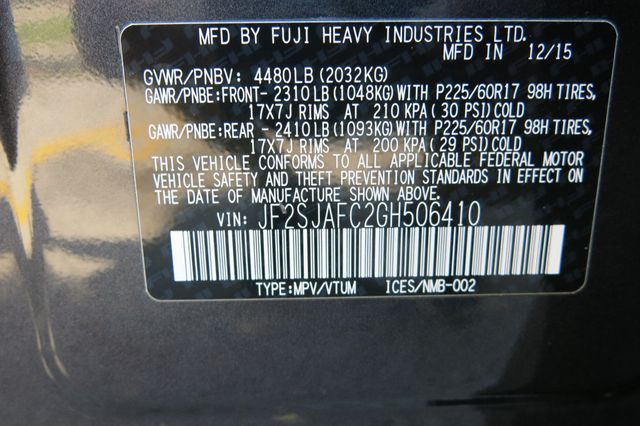 MFD BY FUJI HEAVY INDUSTRIES LTD.
MFD IN 12/15
GVWR/PNBV: 4480LB(2032KG)
GAWR/PNBE:FRONT-2310LB(1048KG)WITH P225/60R17 98H TIRES,
17X7J RIMS AT 210 KPA(30 PSI)COLD
GAWR/PNBE:REAR -2410LB(1093KG)WITH P225/60R17 98H TIRES,
17X7J RIMS AT 200 KPA(29 PSI)COLD
THIS VEHICLE CONFORMS TO ALL APPLICABLE FEDERAL MOTOR
VEHICLE SAFETY AND THEFT PREVENTION STANDARDS IN EFFECT ON
THE DATE OF MANUFACTURE SHOWN ABOVE.
VIN: JF2SJAFC2GH506410
TYPE:MPV/VTUM ICES/NMB-002